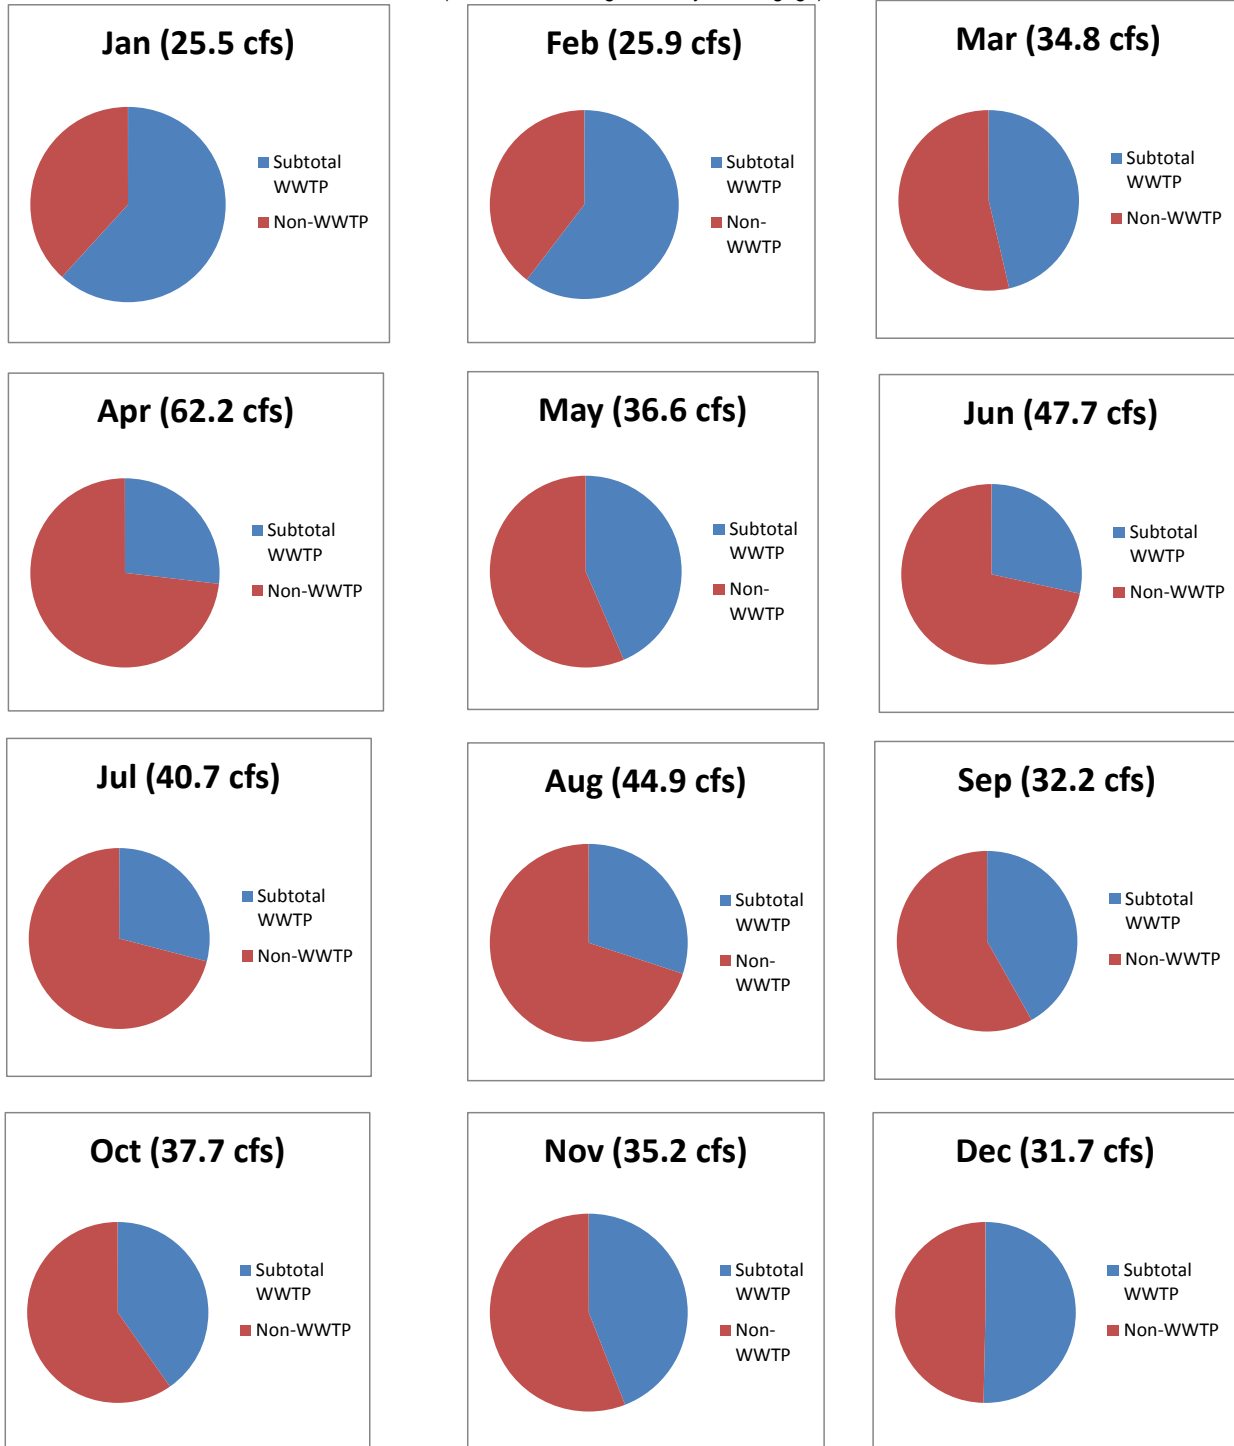 Jan (25.5 cfs)
Subtotal
WWTP
Non-WWTP
Feb (25.9 cfs)
Subtotal
WWTP
Non-
WWTP
Mar (34.8 cfs)
Subtotal
WWTP
Non-WWTP
Apr (62.2 cfs)
Subtotal
WWTP
Non-WWTP
May (36.6 cfs)
Subtotal
WWTP
Non-
WWTP
Jun (47.7 cfs)
Subtotal
WWTP
Non-WWTP
Jul (40.7 cfs)
Subtotal
WWTP
Non-WWTP
Aug (44.9 cfs)
Subtotal
WWTP
Non-
WWTP
Sep (32.2 cfs)
Subtotal
WWTP
Non-WWTP
Oct (37.7 cfs)
Subtotal
WWTP
Non-WWTP
Nov (35.2 cfs)
Subtotal
WWTP
Non-
WWTP
Dec (31.7 cfs)
Subtotal
WWTP
Non-WWTP